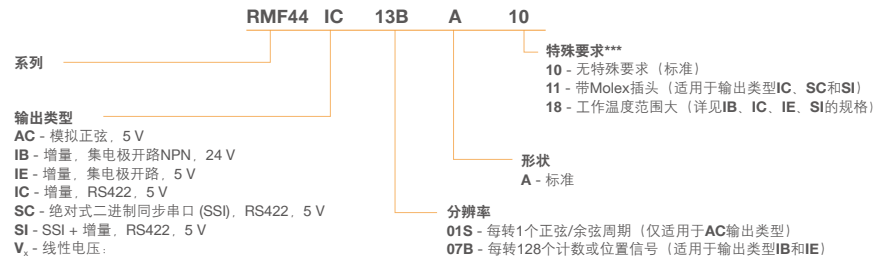 RMF44 IC 13B A 10
系列
特殊要求***
10 - 无特殊要求（标准）
11 - 带Molex插头（适用于输出类型IC、SC和SI）
18 - 工作温度范围大（详见IB、IC、IE、SI的规格）
输出类型
AC - 模拟正弦，5 V
IB - 增量，集电极开路NPN，24 V
IE - 增量，集电极开路，5 V
IC - 增量，RS422，5 V
SC - 绝对式二进制同步串口 (SSI)，RS422，5 V
SI - SSI + 增量，RS422，5 V
Vx - 线性电压：
形状
A - 标准
分辨率
01S - 每转1个正弦/余弦周期（仅适用于AC输出类型）
07B - 每转128个计数或位置信号（适用于输出类型IB和IE）